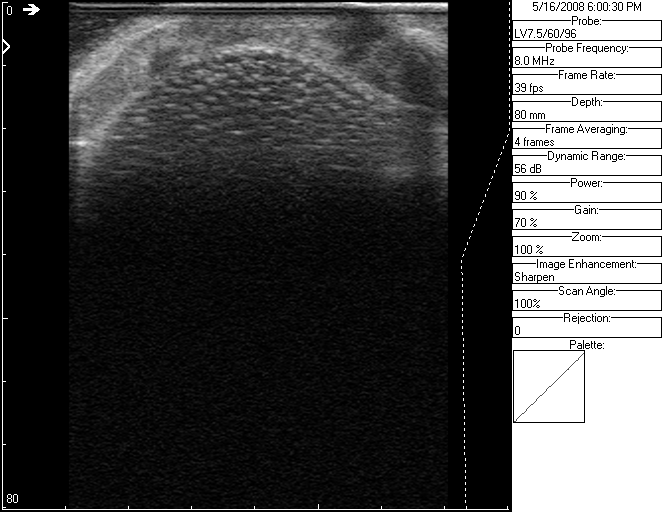 0
80
5/16/2008 6:00:30 PM
Probe:
LV7.5/60/96
Probe Frequency:
8.0 MHz
Frame Rate:
39 fps
Depth:
80 mm
Frame Averaging:
4 frames
Dynamic Range:
56 dB
Power:
90 %
Gain:
70 %
Zoom:
100 %
Image Enhancement:
Sharpen
Scan Angle:
100%
Rejection:
0
Palette: